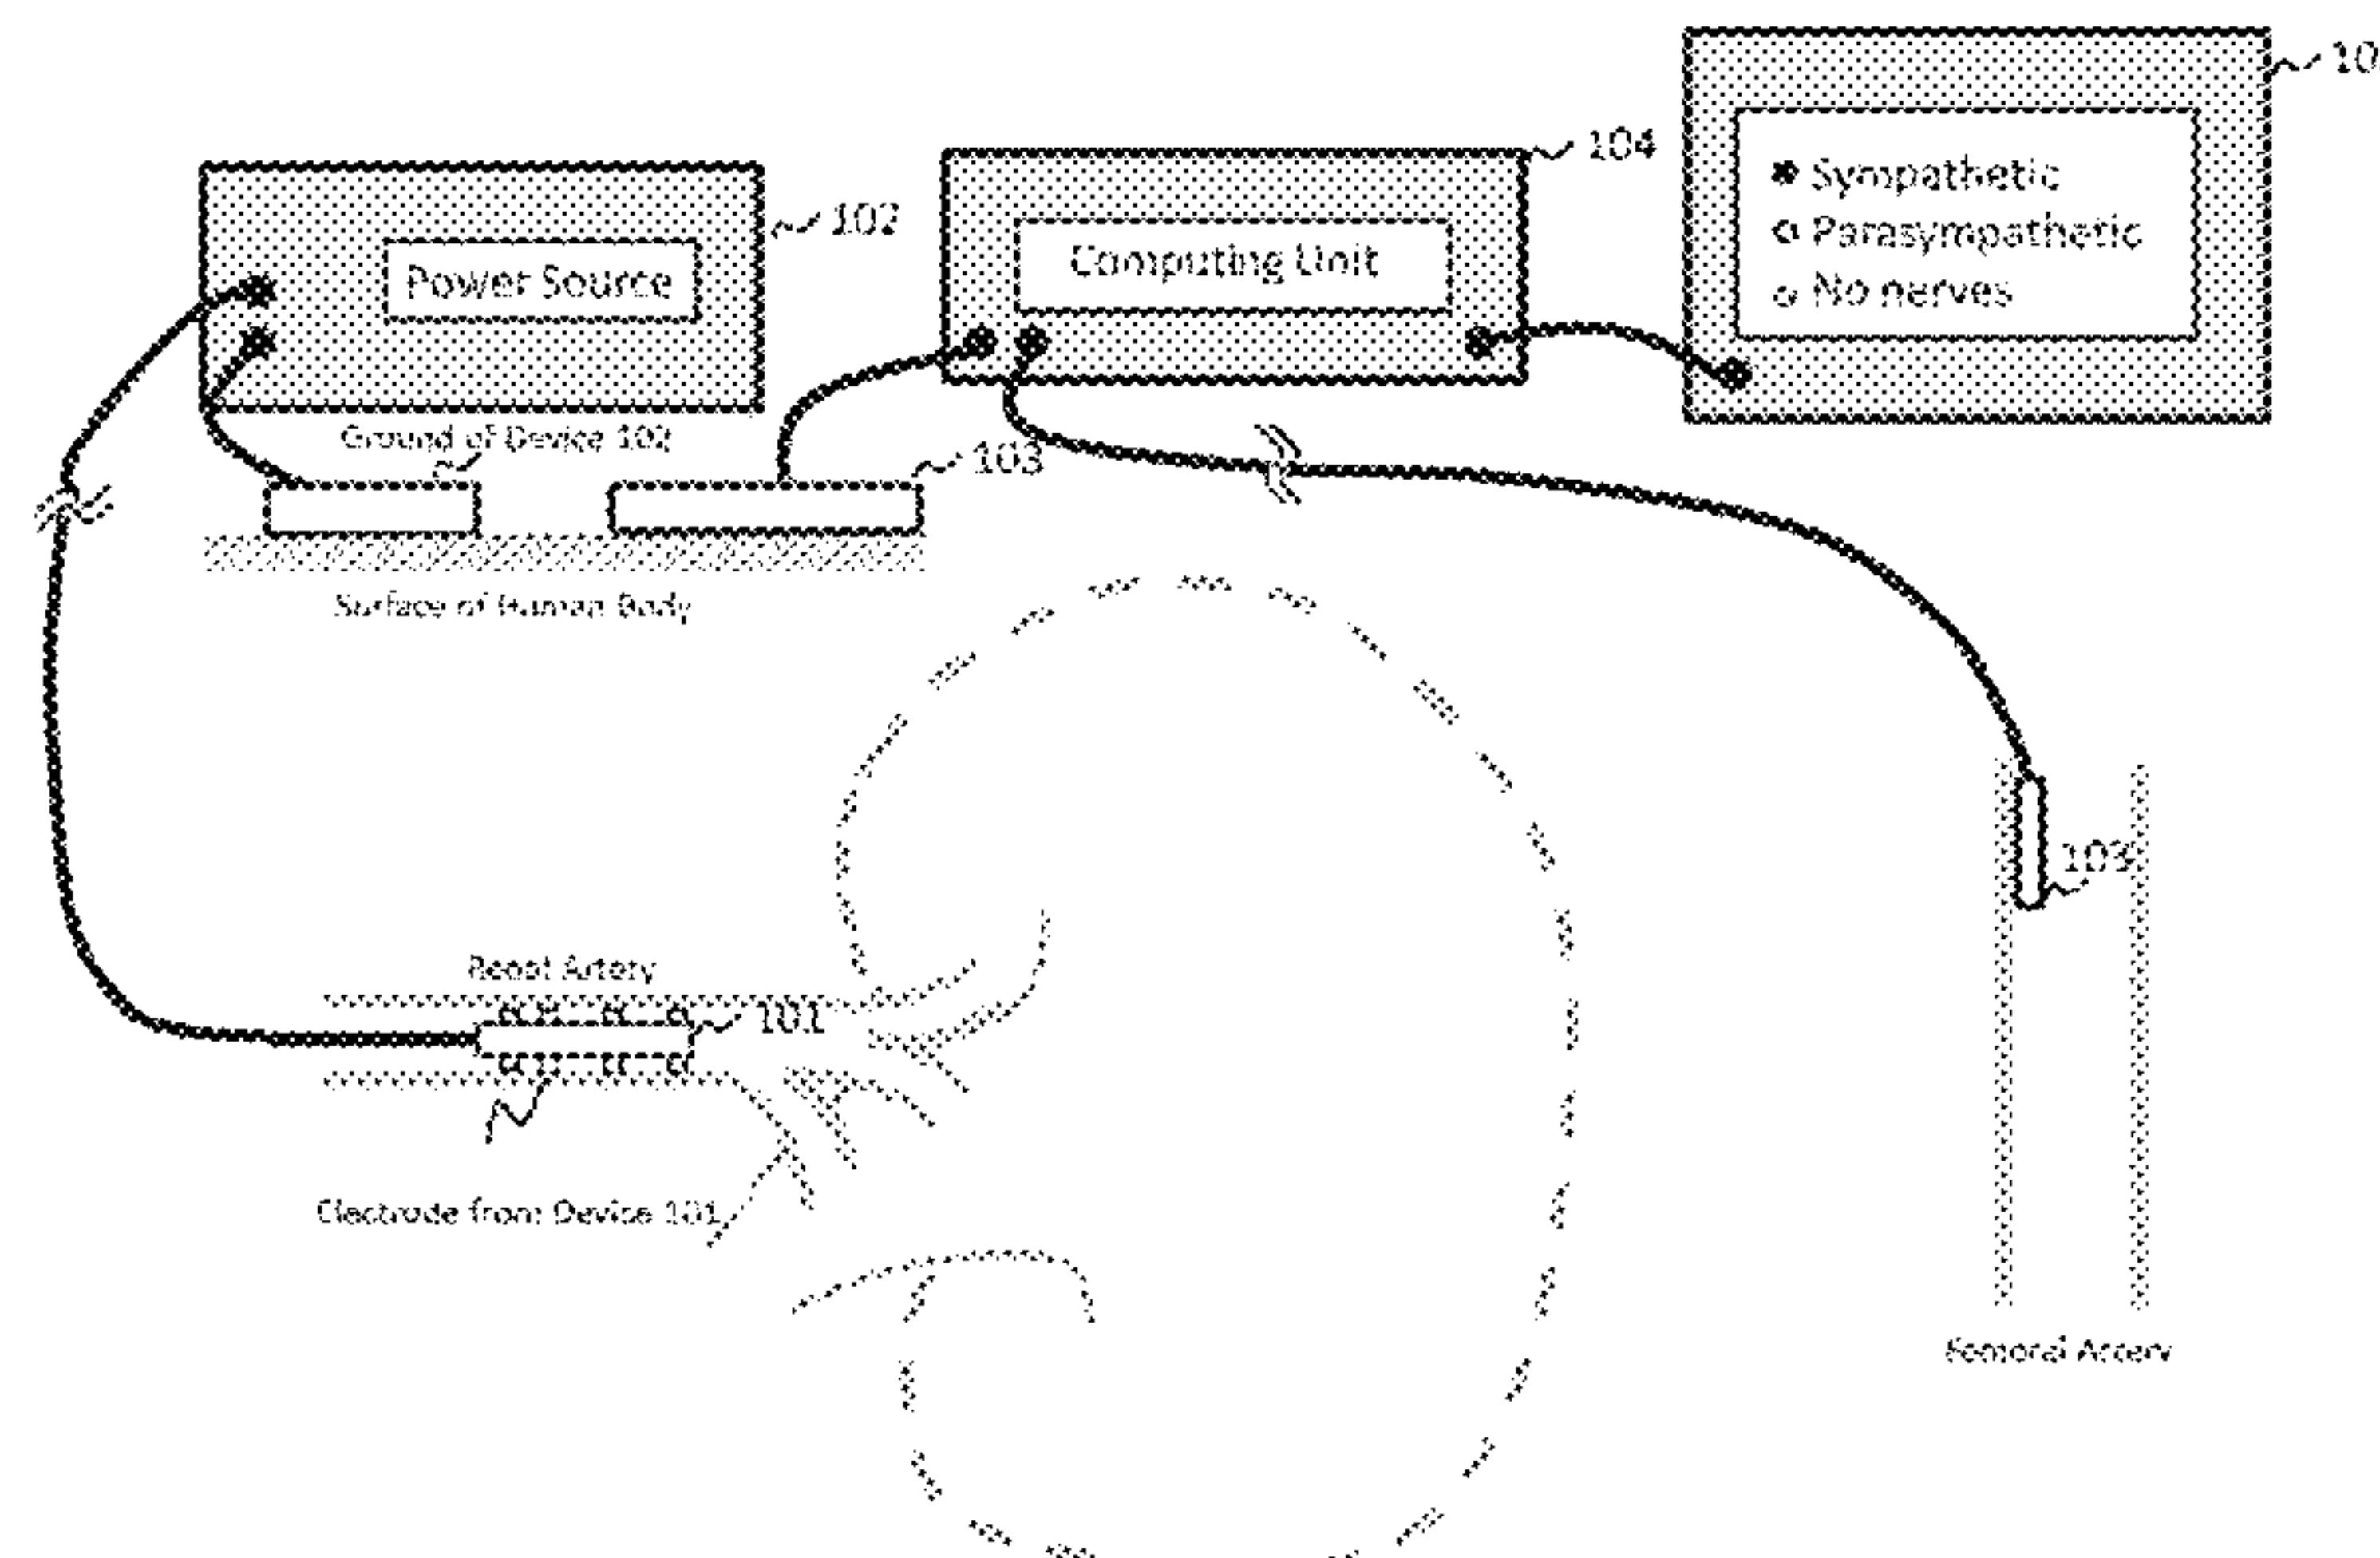 10
104
Sympathetic
Parasympathetic
No nerves
102
Power Source
Computing Unit
Ground of Device 102
103
Surface of Human Body
103
Renal Artery
101
Electrode from Device 101
Femoral Artery